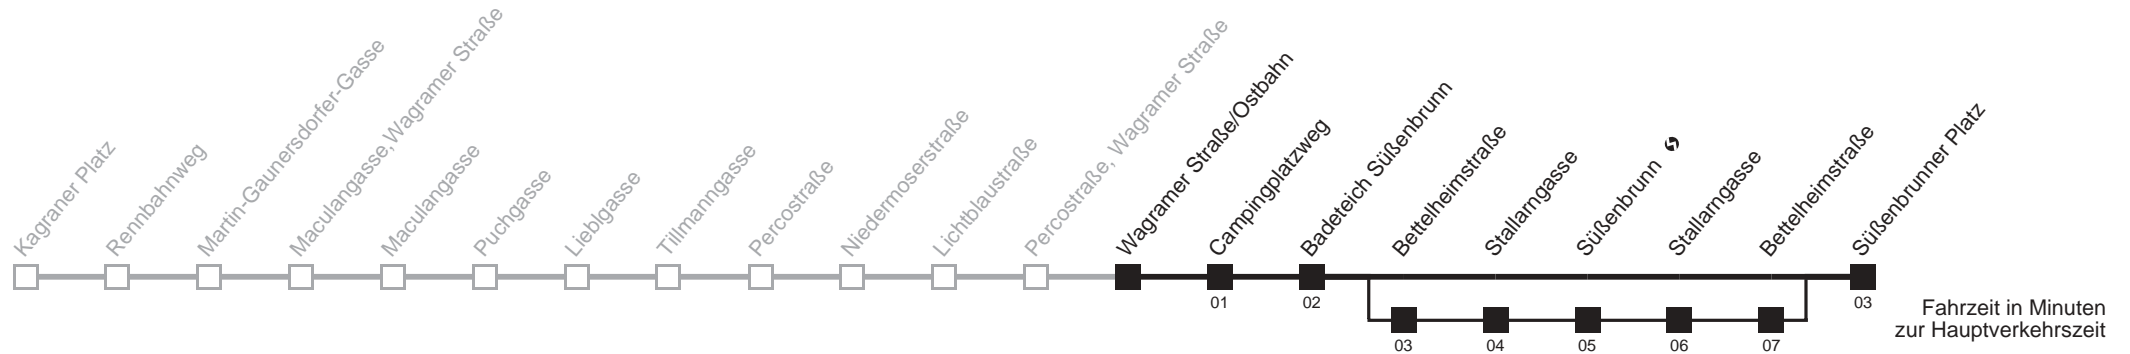 Kagraner Platz
Rennbahnweg
Martin-Gaunersdorfer-Gasse
Maculangasse, Wagramer Straße
Maculangasse
Puchgasse
Lieblgasse
Tillmanngasse
Percostraße
Niedermoserstraße
Lichtblaustraße
Percostraße, Wagramer Straße
Wagramer Straße/Ostbahn
Campingplatzweg
Badeteich Süßenbrunn
Bettelheimstraße
Stallarngasse
Süßenbrunn
Stallarngasse
Bettelheimstraße
Süßenbrunner Platz
01
02
03
03
04
05
06
07
Fahrzeit in Minuten
zur Hauptverkehrszeit